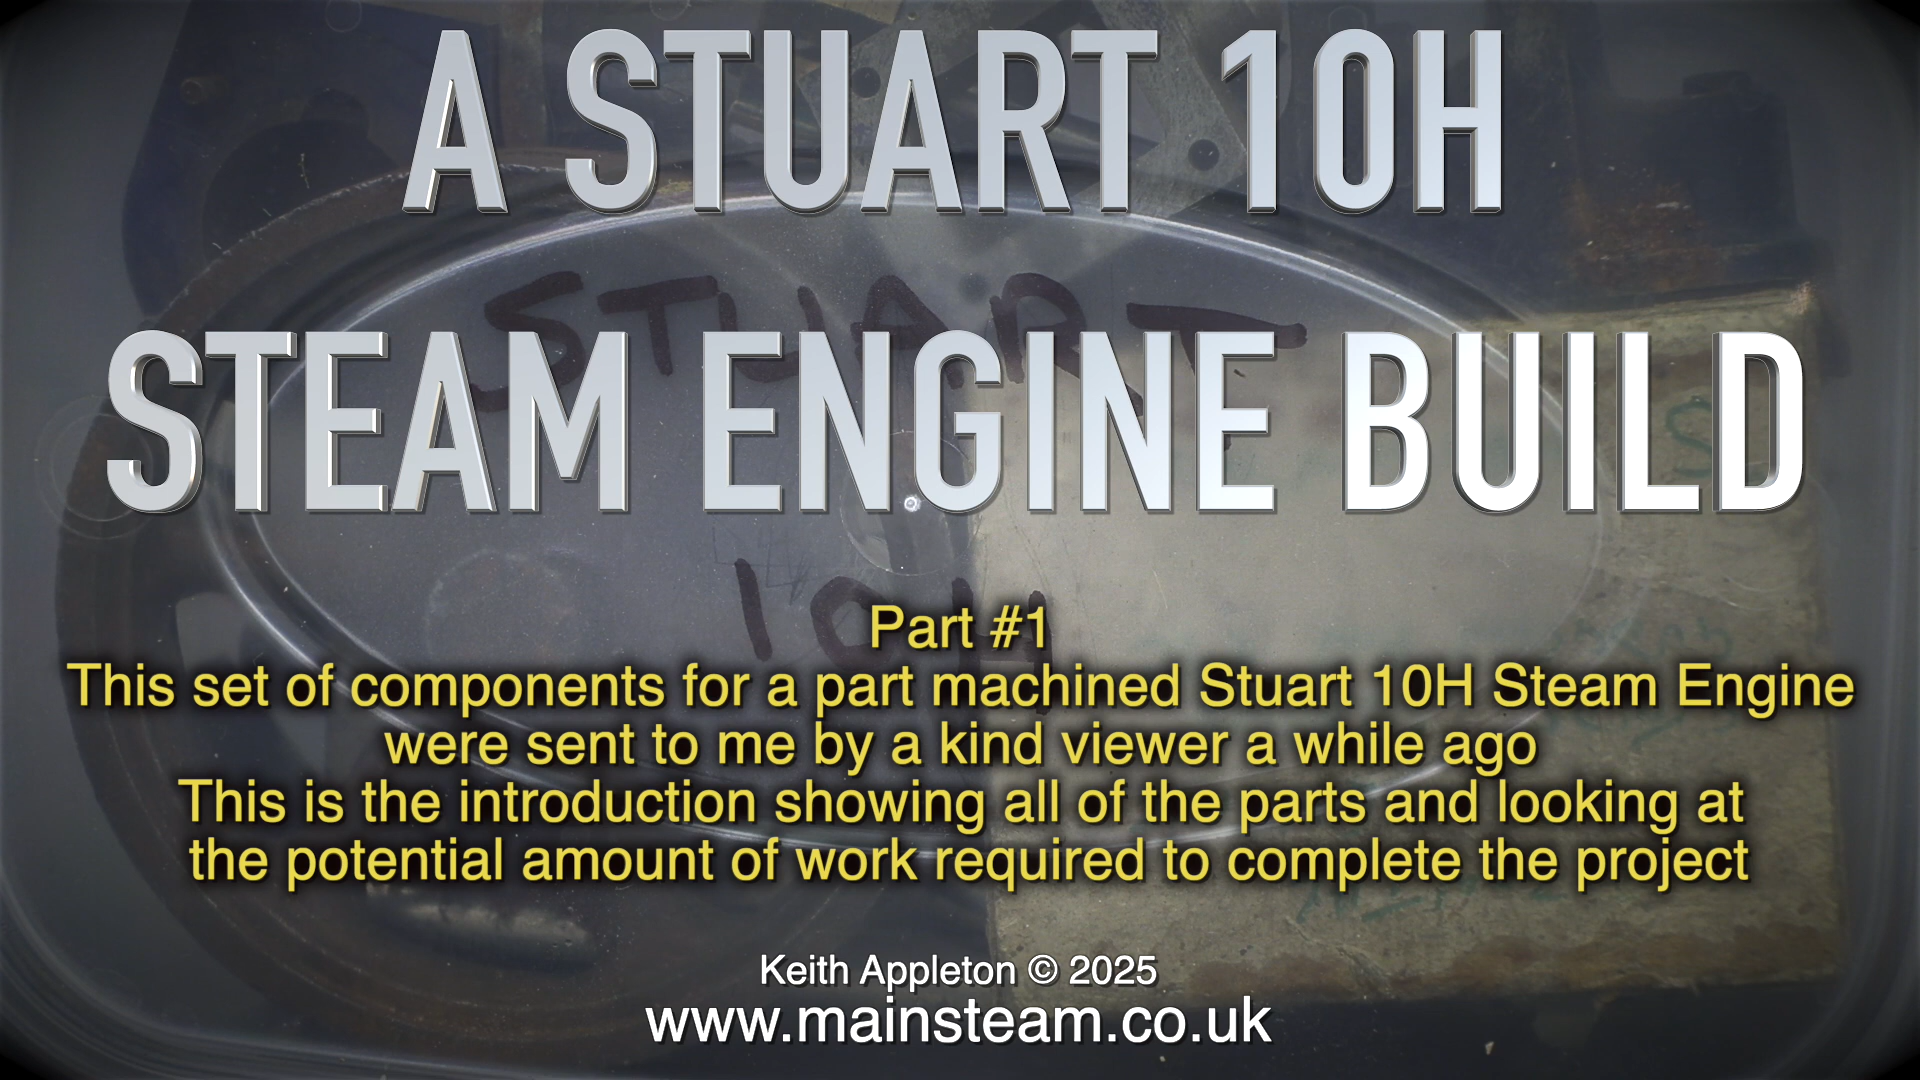 A STUART 10H
STUART
STEAM ENGINE BUILD
10H
Part #1
This set of components for a part machined Stuart 10H Steam Engine
were sent to me by a kind viewer a while ago
This is the introduction showing all of the parts and looking at
the potential amount of work required to complete the project
Keith Appleton © 2025
www.mainsteam.co.uk